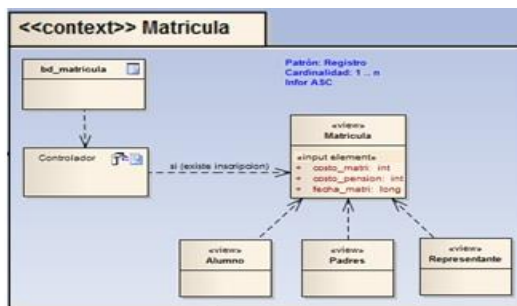 <<context>> Matricula
bd_matricula
Patrón: Registro
Cardinalidad: 1 .. n
Infor ASC
Controlador
si (existe inscripcion)
«view»
Matricula
«input element»
+ costo_matri: int
+ costo_pension: int
+ fecha_matri: long
«view»
Alumno
«view»
Padres
«view»
Representante